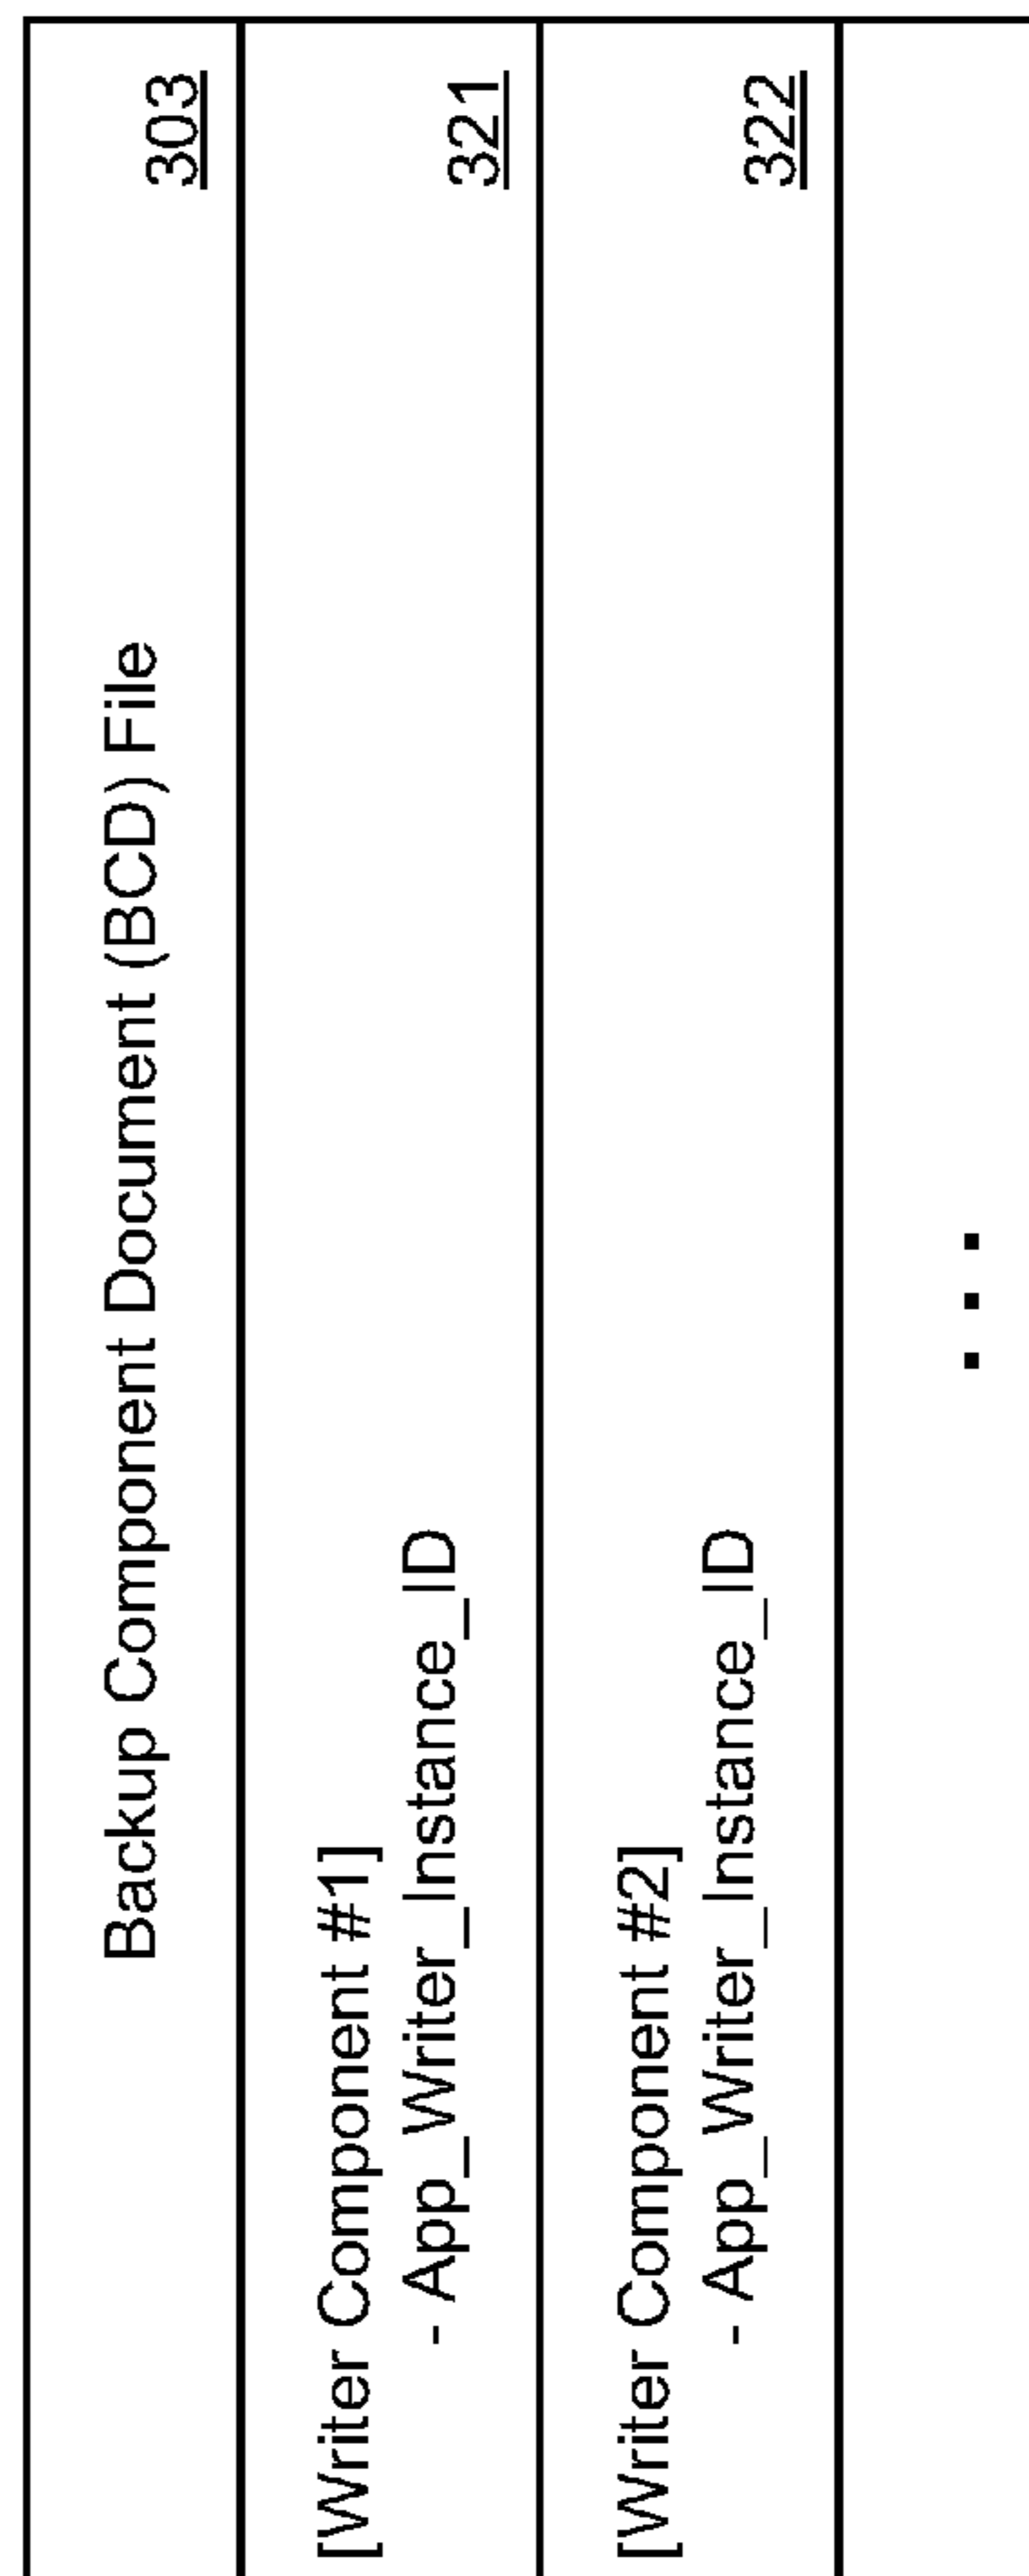 Backup Component Document (BCD) File
303
[Writer Component #1]
321
- App_Writer_Instance_ID
[Writer Component #2]
322
- App_Writer_Instance_ID
...